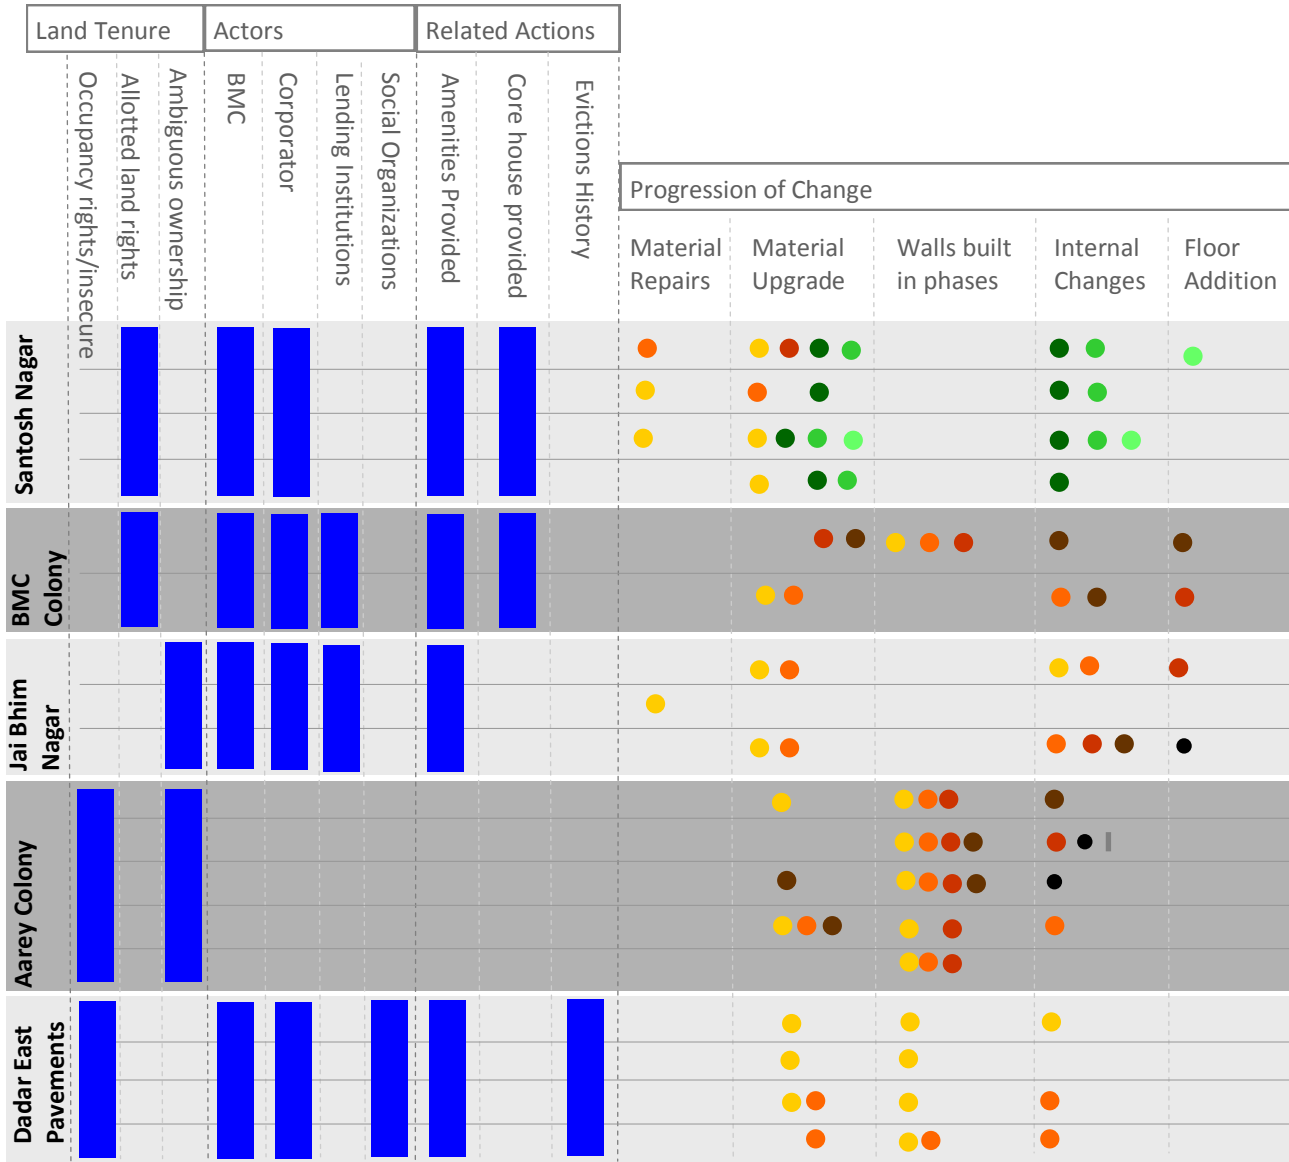 Land Tenure
Actors
Related Actions
Occupancy rights/insecure
Allotted land rights
Ambiguous ownership
BMC
Corporator
Lending Institutions
Social Organizations
Amenities Provided
Core house provided
Evictions History
Progression of Change
Material
Repairs
Material
Upgrade
Walls built
in phases
Internal
Changes
Floor
Addition
Santosh Nagar
BMC
Colony
Jai Bhim
Nagar
Aarey Colony
Dadar East
Pavements